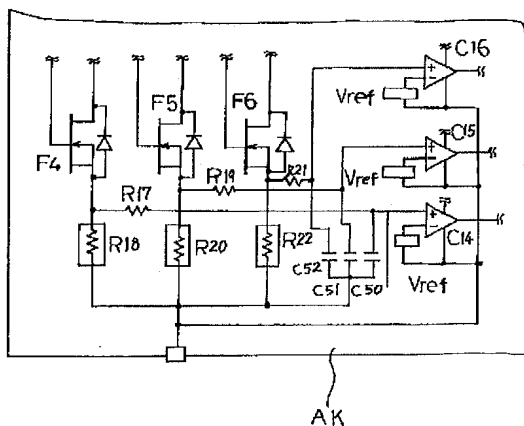 C16
F5
F6
Vref
F4
C15
R19
R21
Vref
R17
R18
R20
R22
C14
C52
C51
C50
Vref
AK